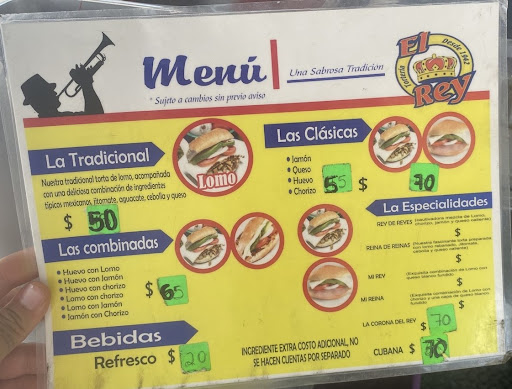 Menú
Una Sabrosa Tradicion
* Sujeto a cambios sin previo aviso
El Rey
Tortería
Desde 1962
La Tradicional
Nuestra tradicional torta de lomo, acompañada
con una deliciosa combinación de ingredientes
típicos mexicanos, jitomate, aguacate, cebolla y queso
$ 50
Lomo
Las Clásicas
• Jamón
• Queso
• Huevo
• Chorizo
$ 70
Las combinadas
• Huevo con Lomo
• Huevo con Jamón
• Huevo con chorizo
• Lomo con chorizo
• Lomo con Jamón
• Jamón con Chorizo
$ 65
La Especialidades
REY DE REYES
$
REINA DE REINAS
$
MI REY
$
MI REINA
$
LA CORONA DEL REY $ 70
CUBANA $ 70
Bebidas
Refresco $ 20
INGREDIENTE EXTRA COSTO ADICIONAL, NO
SE HACEN CUENTAS POR SEPARADO